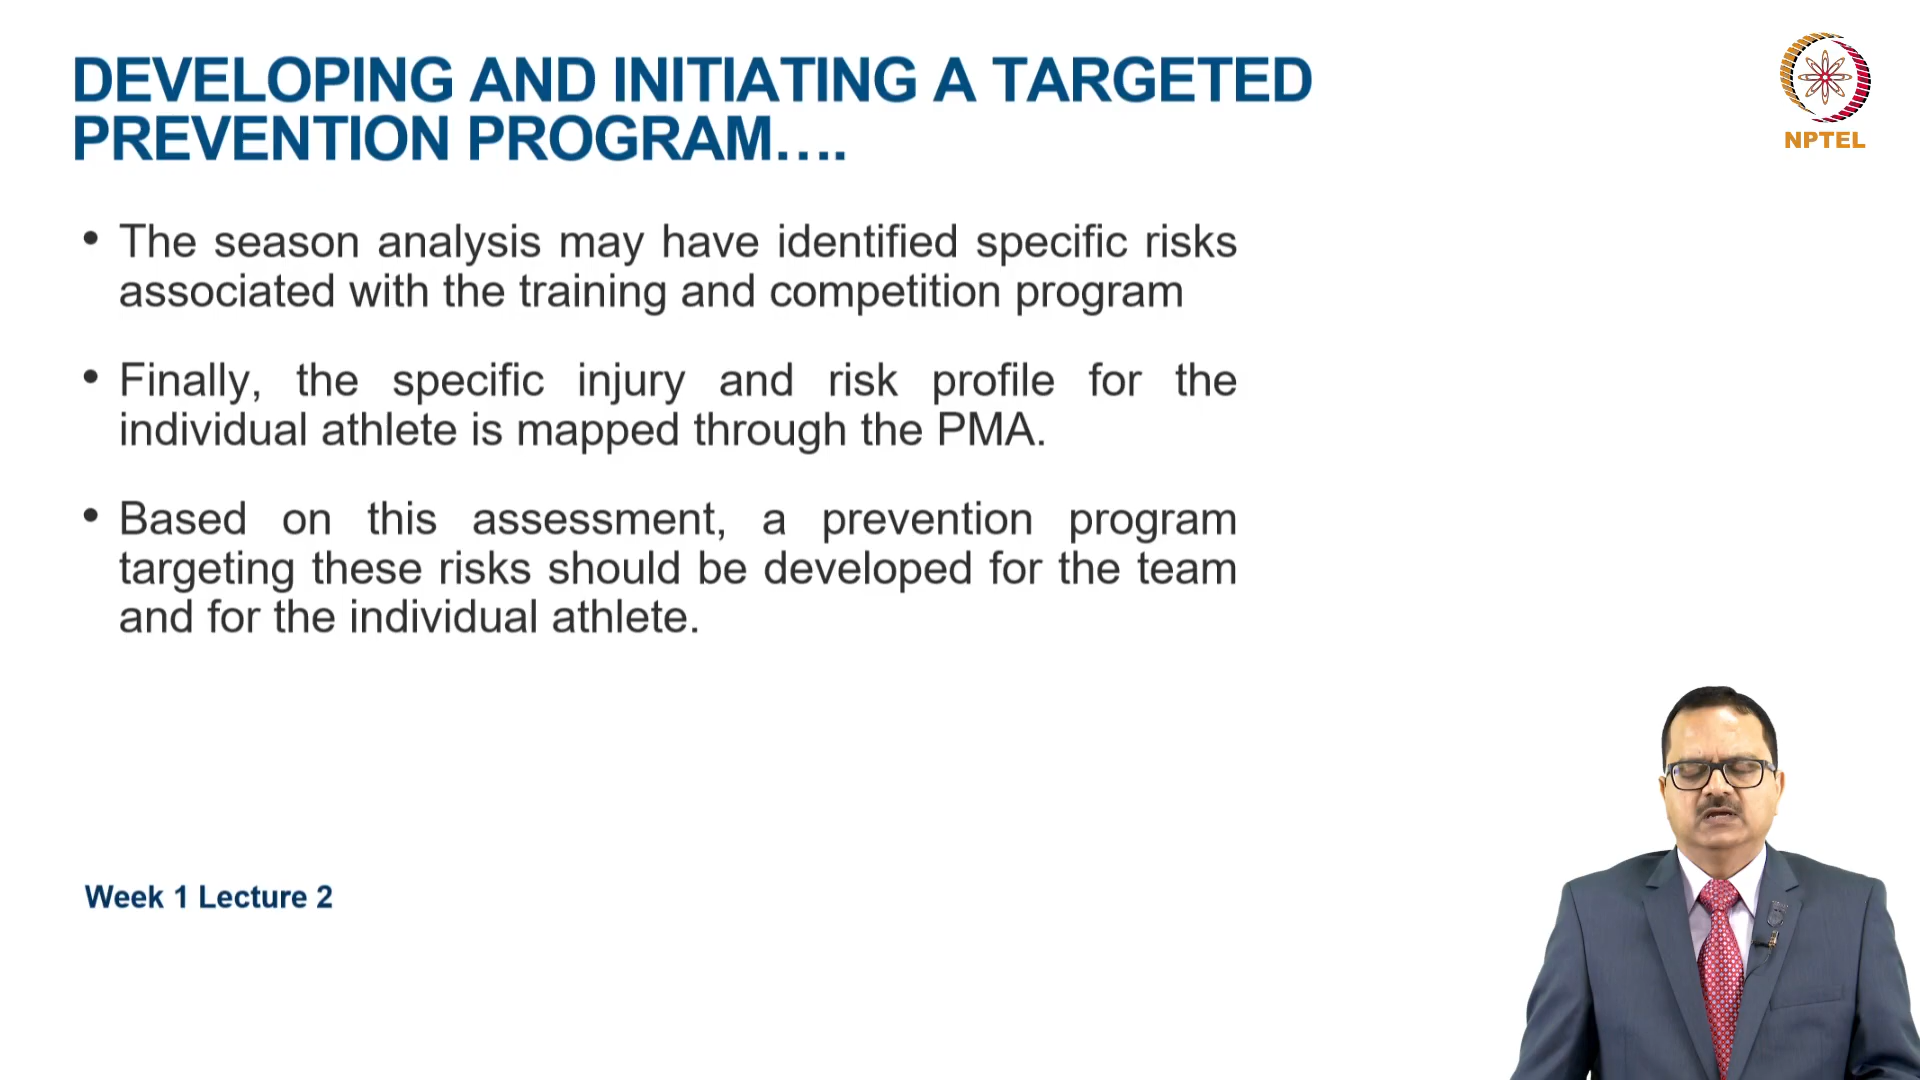 DEVELOPING AND INITIATING A TARGETED
PREVENTION PROGRAM....
NPTEL
• The season analysis may have identified specific risks
associated with the training and competition program
• Finally, the specific injury and risk profile for the
individual athlete is mapped through the PMA.
• Based on this assessment, a prevention program
targeting these risks should be developed for the team
and for the individual athlete.
Week 1 Lecture 2